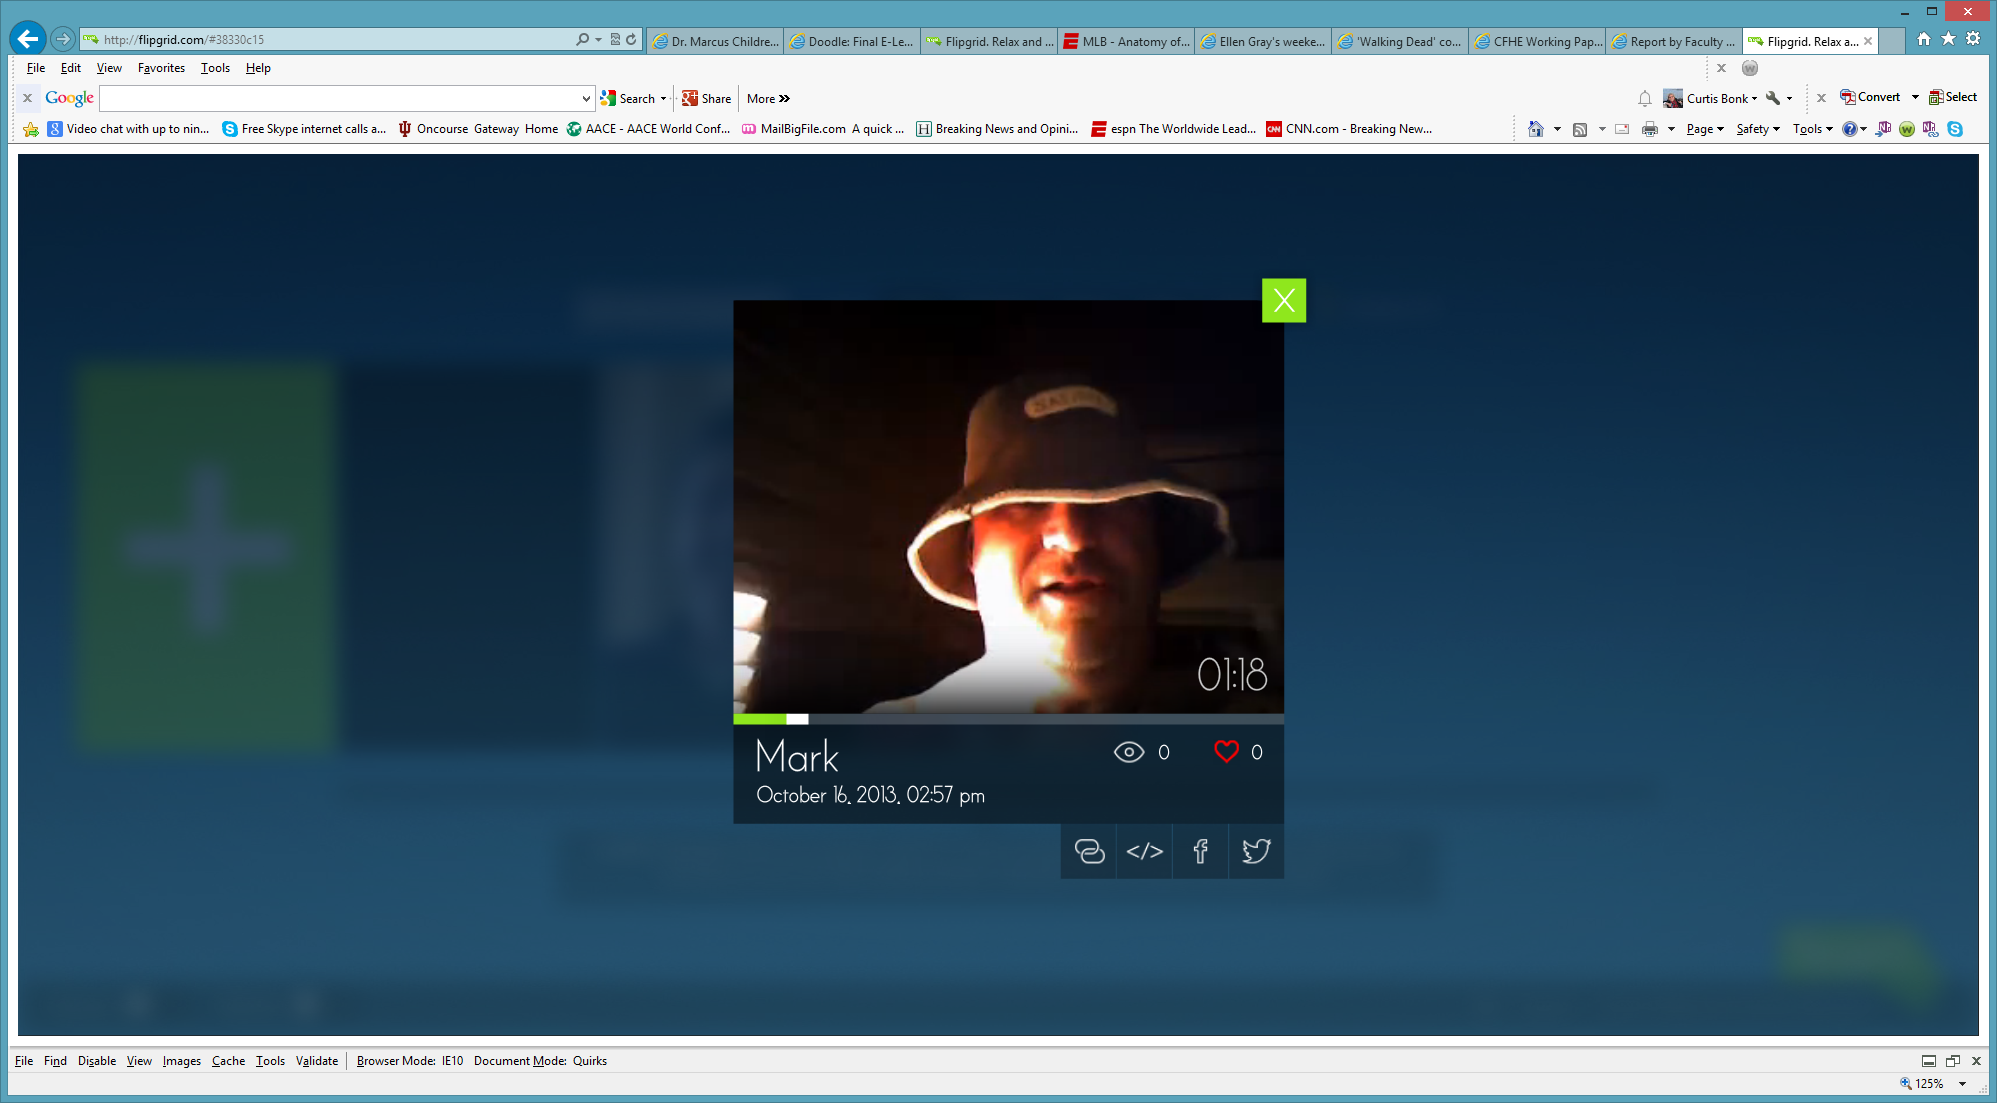 http://flipgrid.com/#38330c15
Dr. Marcus Childre...
Doodle: Final E-Le...
Flipgrid. Relax and ...
MLB - Anatomy of...
Ellen Gray's weeke...
'Walking Dead' co...
CFHE Working Pap...
Report by Faculty ...
Flipgrid. Relax a...
File Edit View Favorites Tools Help
Google
Search
Share
More »
Curtis Bonk
Convert
Select
Video chat with up to nin...
Free Skype internet calls a...
Oncourse Gateway Home
AACE - AACE World Conf...
MailBigFile.com A quick ...
Breaking News and Opini...
espn The Worldwide Lead...
CNN.com - Breaking New...
Page
Safety
Tools
X
01:18
Mark
0
0
October 16, 2013, 02:57 pm
File Find Disable View Images Cache Tools Validate Browser Mode: IE10 Document Mode: Quirks
125%